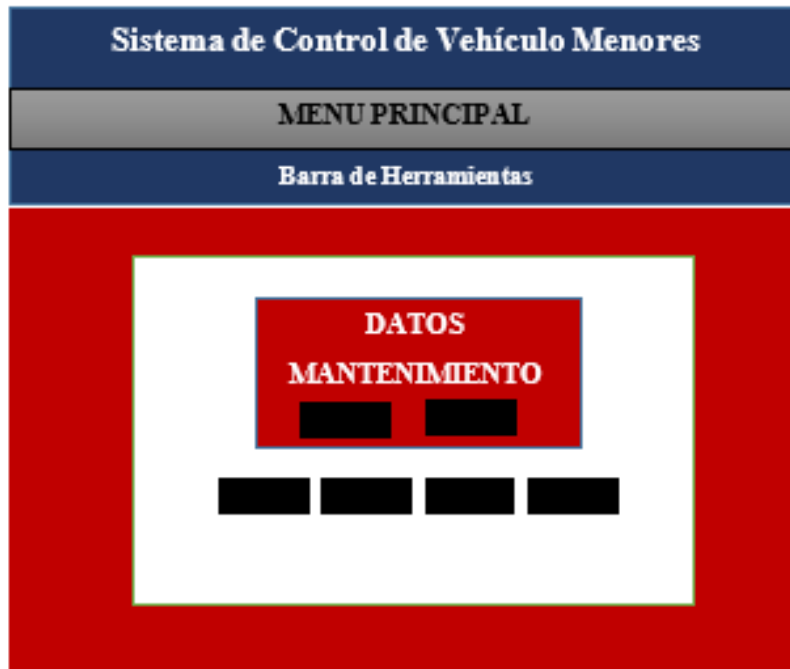 Sistema de Control de Vehículo Menores
MENU PRINCIPAL
Barra de Herramientas
DATOS
MANTENIMIENTO